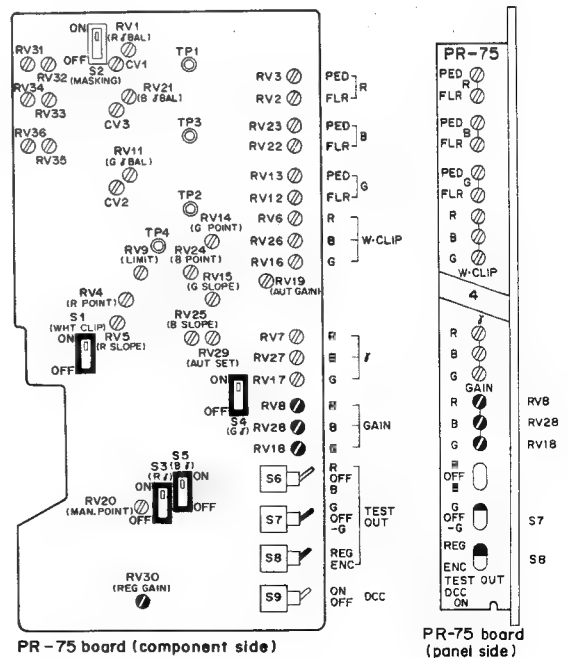 ON
OFF
S2
(MASKING)
RV1
(R γ BAL)
CV1
RV31
RV32
RV34
RV33
RV21
(B γ BAL)
CV3
RV36
RV35
RV11
(G γ BAL)
CV2
TP1
TP3
TP2
TP4
RV3 PED
RV2 FLR
R
RV23 PED
RV22 FLR
B
RV13 PED
RV12 FLR
G
RV6 R
RV26 B
RV16 G
W·CLIP
RV14
(G POINT)
RV9
(LIMIT)
RV24
(B POINT)
RV15
(G SLOPE)
RV19
(AUT GAIN)
RV4
(R POINT)
S1
(WHT CLIP)
ON
OFF
RV5
(R SLOPE)
RV25
(B SLOPE)
RV29
(AUT SET)
RV7 R
RV27
RV17 G
γ
ON
OFF
S4
(G γ)
RV8
RV28 B
RV18 G
GAIN
S5
(B γ)
ON
OFF
S3
(R γ)
ON
OFF
RV20
(MAN. POINT)
S6
R
OFF
B
S7
G
OFF
-G
S8
REG
ENC
TEST
OUT
S9
ON
OFF
DCC
RV30
(REG GAIN)
PR-75 board (component side)
PR-75
PED
R
FLR
PED
B
FLR
PED
G
FLR
R
B
G
W·CLIP
4
γ
R
B
G
GAIN
R RV8
B RV28
G RV18
OFF
G
OFF
-G
S7
REG
ENC
S8
TEST OUT
DCC
ON
PR-75 board
(panel side)